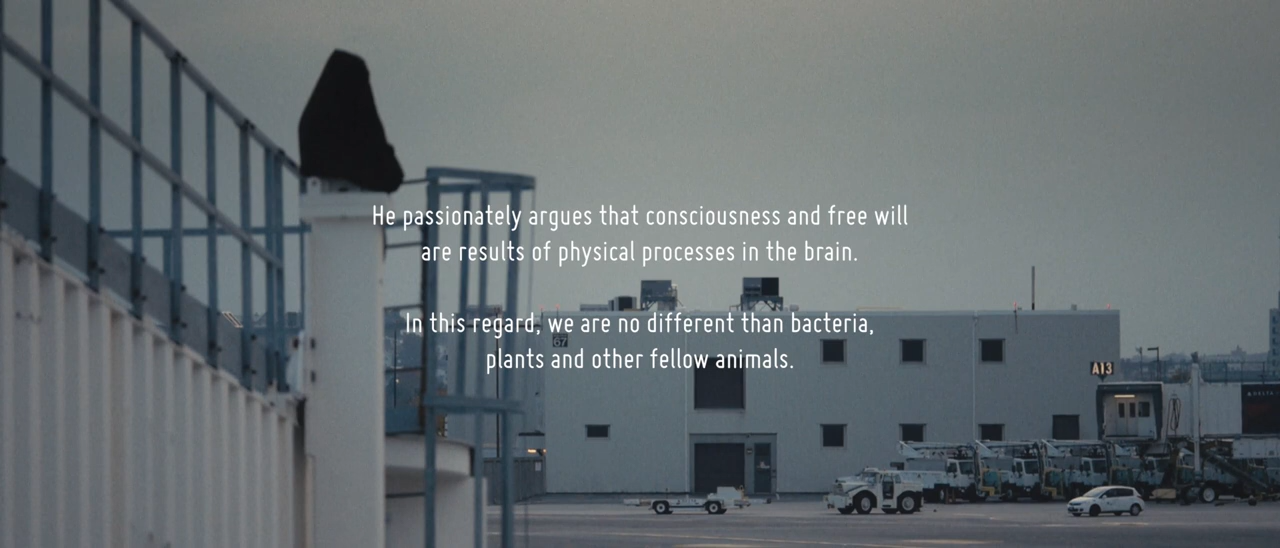 He passionately argues that consciousness and free will
are results of physical processes in the brain.
In this regard, we are no different than bacteria,
plants and other fellow animals.
67
A13
DELTA